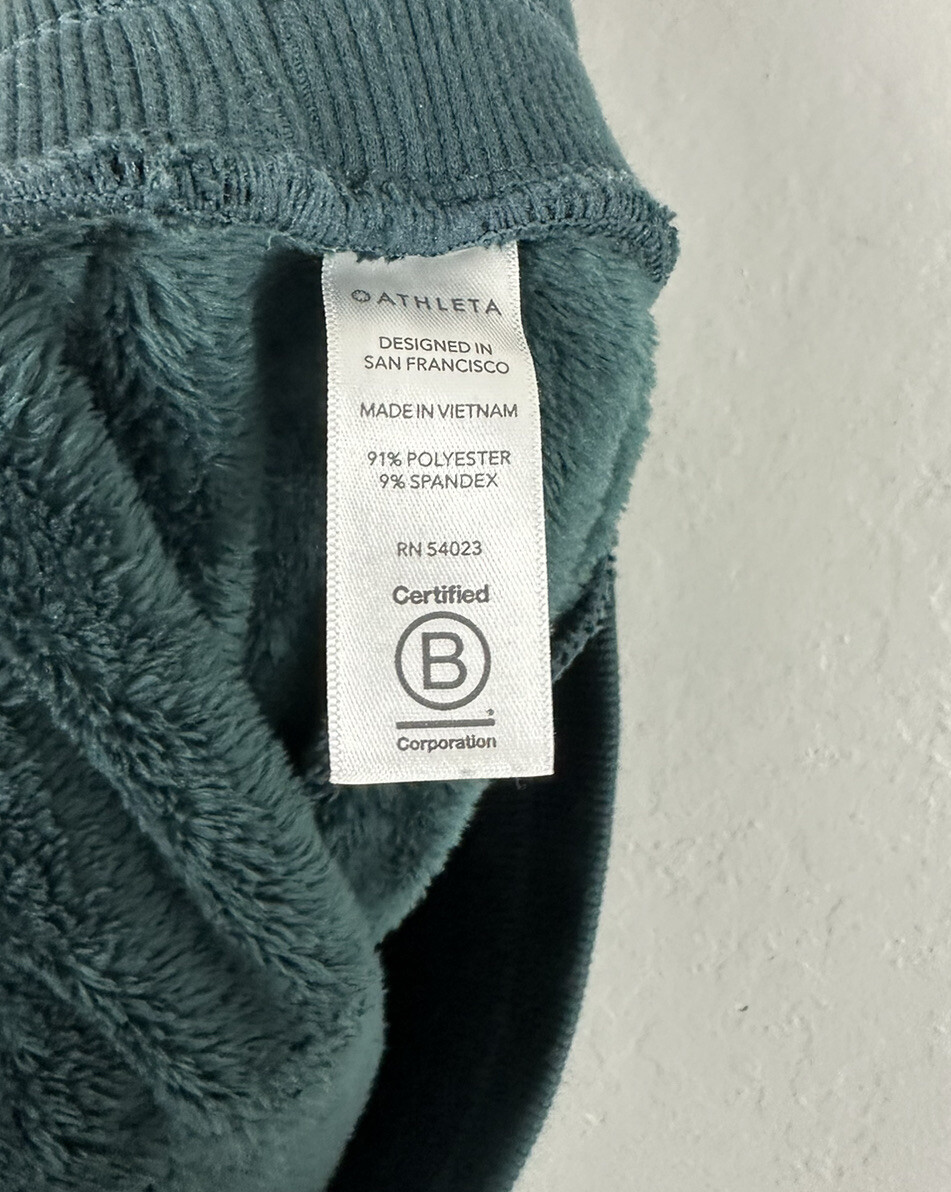 ATHLETA
DESIGNED IN
SAN FRANCISCO
MADE IN VIETNAM
91% POLYESTER
9% SPANDEX
RN 54023
Certified
B
Corporation